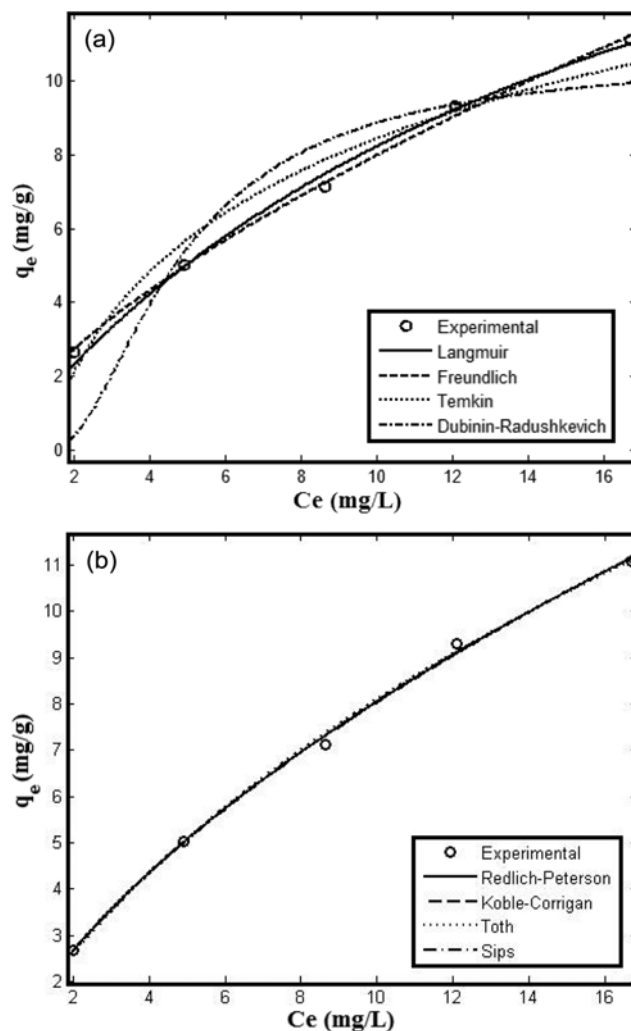 (a)
10
8
6
4
2
0
q_e (mg/g)
Experimental
Langmuir
Freundlich
Temkin
Dubinin-Radushkevich
2 4 6 8 10 12 14 16
Ce (mg/L)
(b)
11
10
9
8
7
6
5
4
3
2
q_e (mg/g)
Experimental
Redlich-Peterson
Koble-Corrigan
Toth
Sips
2 4 6 8 10 12 14 16
Ce (mg/L)